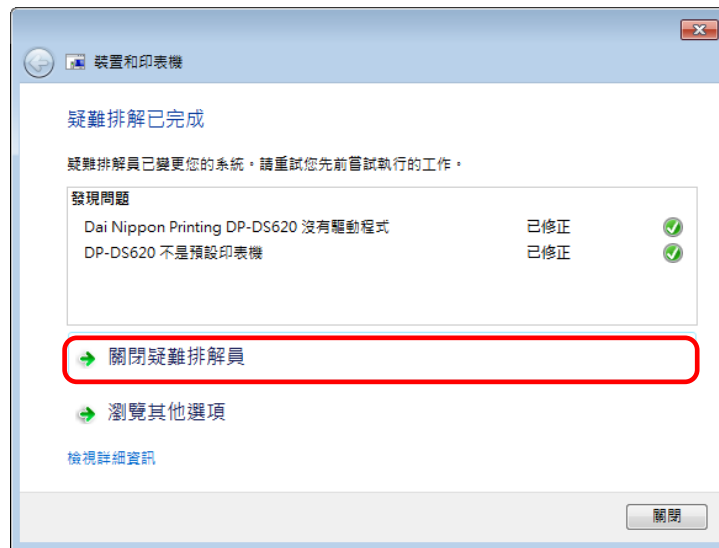 裝置和印表機
疑難排解已完成
疑難排解員已變更您的系統。請重試您先前嘗試執行的工作。
發現問題
Dai Nippon Printing DP-DS620 沒有驅動程式 已修正
DP-DS620 不是預設印表機 已修正
關閉疑難排解員
瀏覽其他選項
檢視詳細資訊
關閉